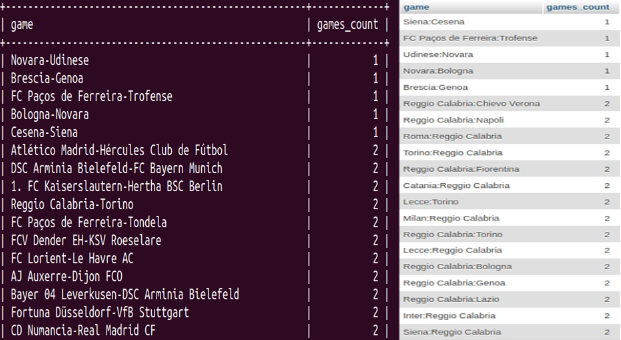 game games_count
Novara-Udinese 1
Brescia-Genoa 1
FC Paços de Ferreira-Trofense 1
Bologna-Novara 1
Cesena-Siena 1
Atlético Madrid-Hércules Club de Fútbol 2
DSC Arminia Bielefeld-FC Bayern Munich 2
1. FC Kaiserslautern-Hertha BSC Berlin 2
Reggio Calabria-Torino 2
FC Paços de Ferreira-Tondela 2
FCV Dender EH-KSV Roeselare 2
FC Lorient-Le Havre AC 2
AJ Auxerre-Dijon FCO 2
Bayer 04 Leverkusen-DSC Arminia Bielefeld 2
Fortuna Düsseldorf-VfB Stuttgart 2
CD Numancia-Real Madrid CF 2
game games_count
Siena:Cesena 1
FC Paços de Ferreira:Trofense 1
Udinese:Novara 1
Novara:Bologna 1
Brescia:Genoa 1
Reggio Calabria:Chievo Verona 2
Reggio Calabria:Napoli 2
Roma:Reggio Calabria 2
Torino:Reggio Calabria 2
Reggio Calabria:Fiorentina 2
Catania:Reggio Calabria 2
Lecce:Torino 2
Milan:Reggio Calabria 2
Reggio Calabria:Torino 2
Lecce:Reggio Calabria 2
Reggio Calabria:Bologna 2
Reggio Calabria:Genoa 2
Reggio Calabria:Lazio 2
Inter:Reggio Calabria 2
Siena:Reggio Calabria 2